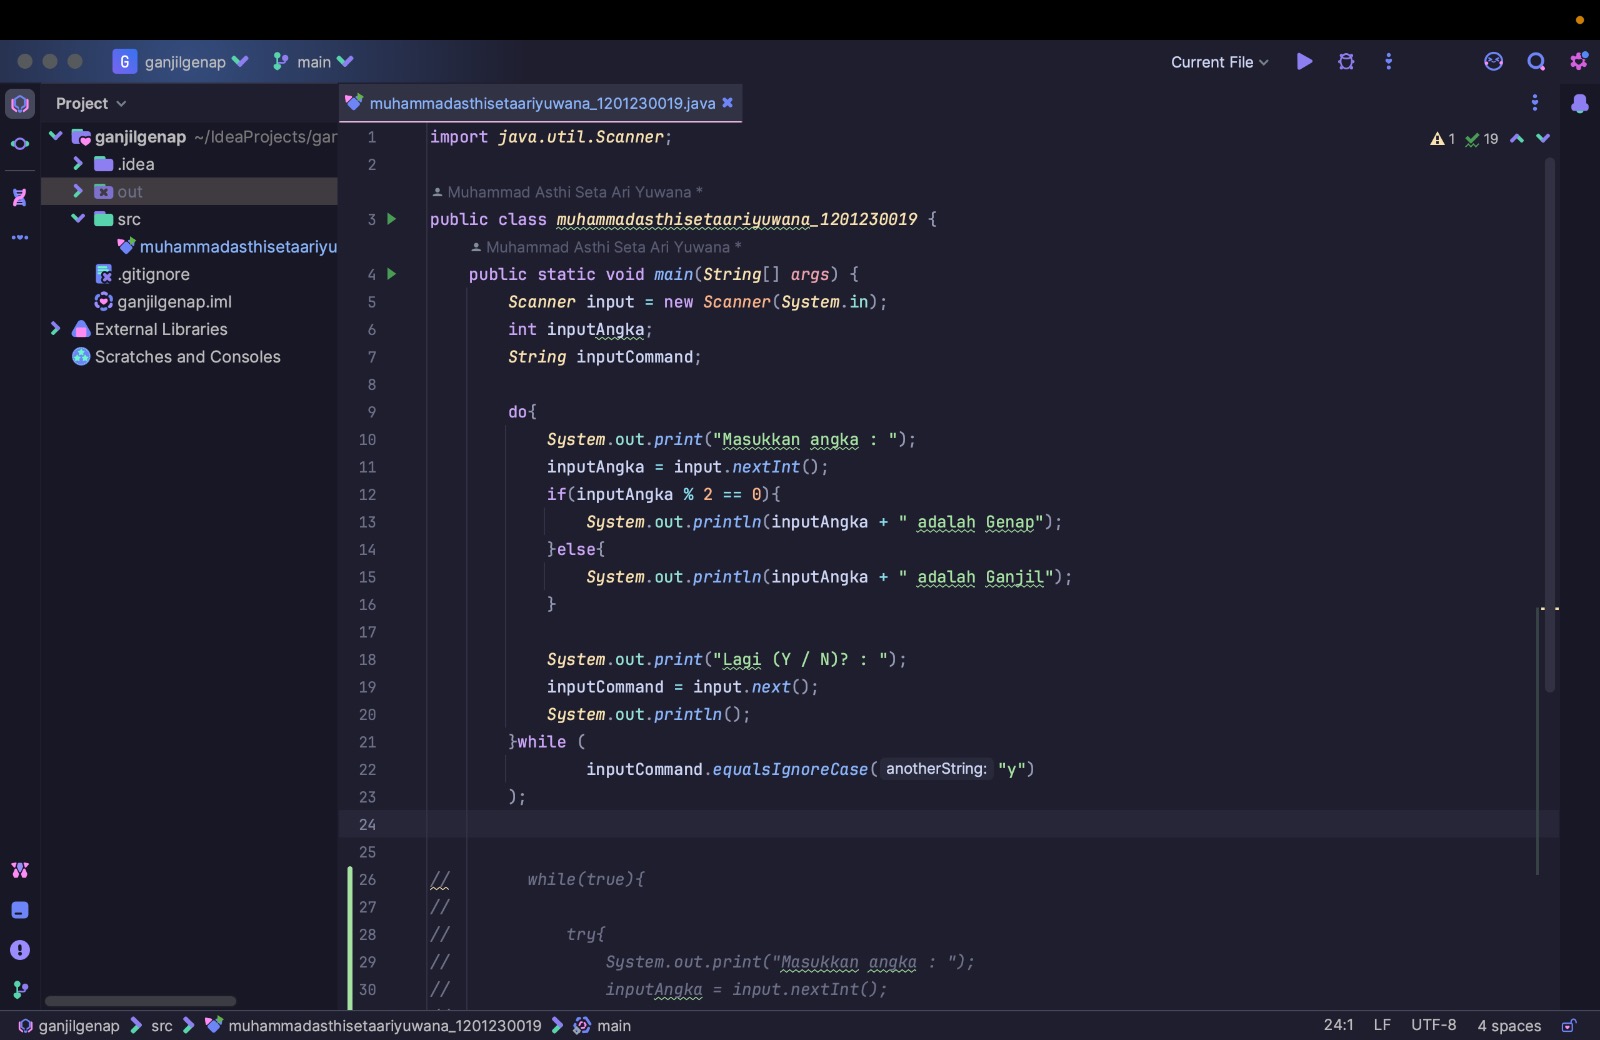 G ganjilgenap main Current File
Project
muhammadasthisetaariyuwana_1201230019.java
ganjilgenap ~/IdeaProjects/gar
.idea
out
src
muhammadasthisetaariyu
.gitignore
ganjilgenap.iml
External Libraries
Scratches and Consoles
1 19
1 import java.util.Scanner;
2
Muhammad Asthi Seta Ari Yuwana *
3 public class muhammadasthisetaariyuwana_1201230019 {
Muhammad Asthi Seta Ari Yuwana *
4 public static void main(String[] args) {
5 Scanner input = new Scanner(System.in);
6 int inputAngka;
7 String inputCommand;
8
9 do{
10 System.out.print("Masukkan angka : ");
11 inputAngka = input.nextInt();
12 if(inputAngka % 2 == 0){
13 System.out.println(inputAngka + " adalah Genap");
14 }else{
15 System.out.println(inputAngka + " adalah Ganjil");
16 }
17
18 System.out.print("Lagi (Y / N)? : ");
19 inputCommand = input.next();
20 System.out.println();
21 }while (
22 inputCommand.equalsIgnoreCase( anotherString: "y")
23 );
24
25
26 // while(true){
27 //
28 // try{
29 // System.out.print("Masukkan angka : ");
30 // inputAngka = input.nextInt();
ganjilgenap src muhammadasthisetaariyuwana_1201230019 main 24:1 LF UTF-8 4 spaces